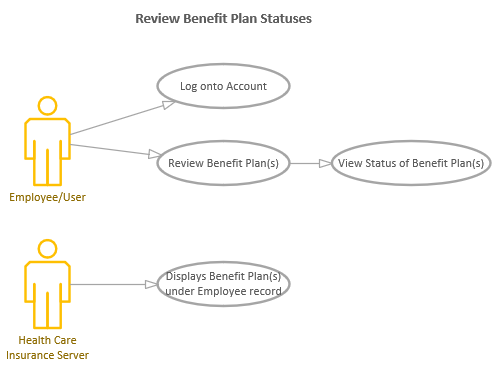 Review Benefit Plan Statuses
Log onto Account
Review Benefit Plan(s)
View Status of Benefit Plan(s)
Employee/User
Displays Benefit Plan(s)
under Employee record
Health Care
Insurance Server